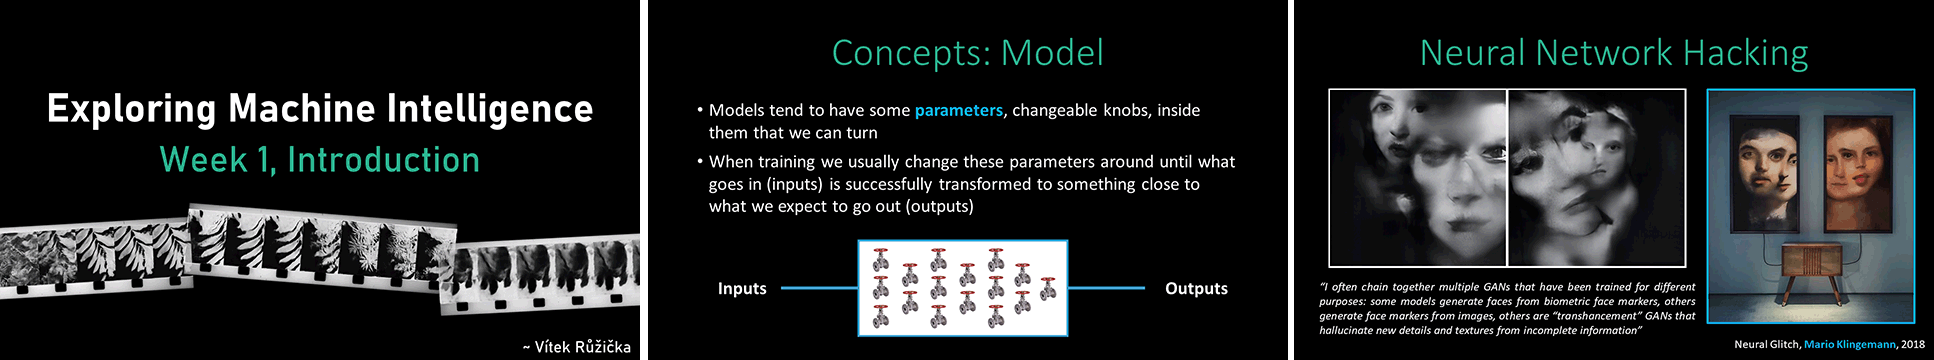 Exploring Machine Intelligence
Week 1, Introduction
~ Vítek Růžička
Concepts: Model
• Models tend to have some parameters, changeable knobs, inside
them that we can turn
• When training we usually change these parameters around until what
goes in (inputs) is successfully transformed to something close to
what we expect to go out (outputs)
Inputs
Outputs
Neural Network Hacking
“I often chain together multiple GANs that have been trained for different
purposes: some models generate faces from biometric face markers, others
generate face markers from images, others are “transhancement” GANs that
hallucinate new details and textures from incomplete information”
Neural Glitch, Mario Klingemann, 2018